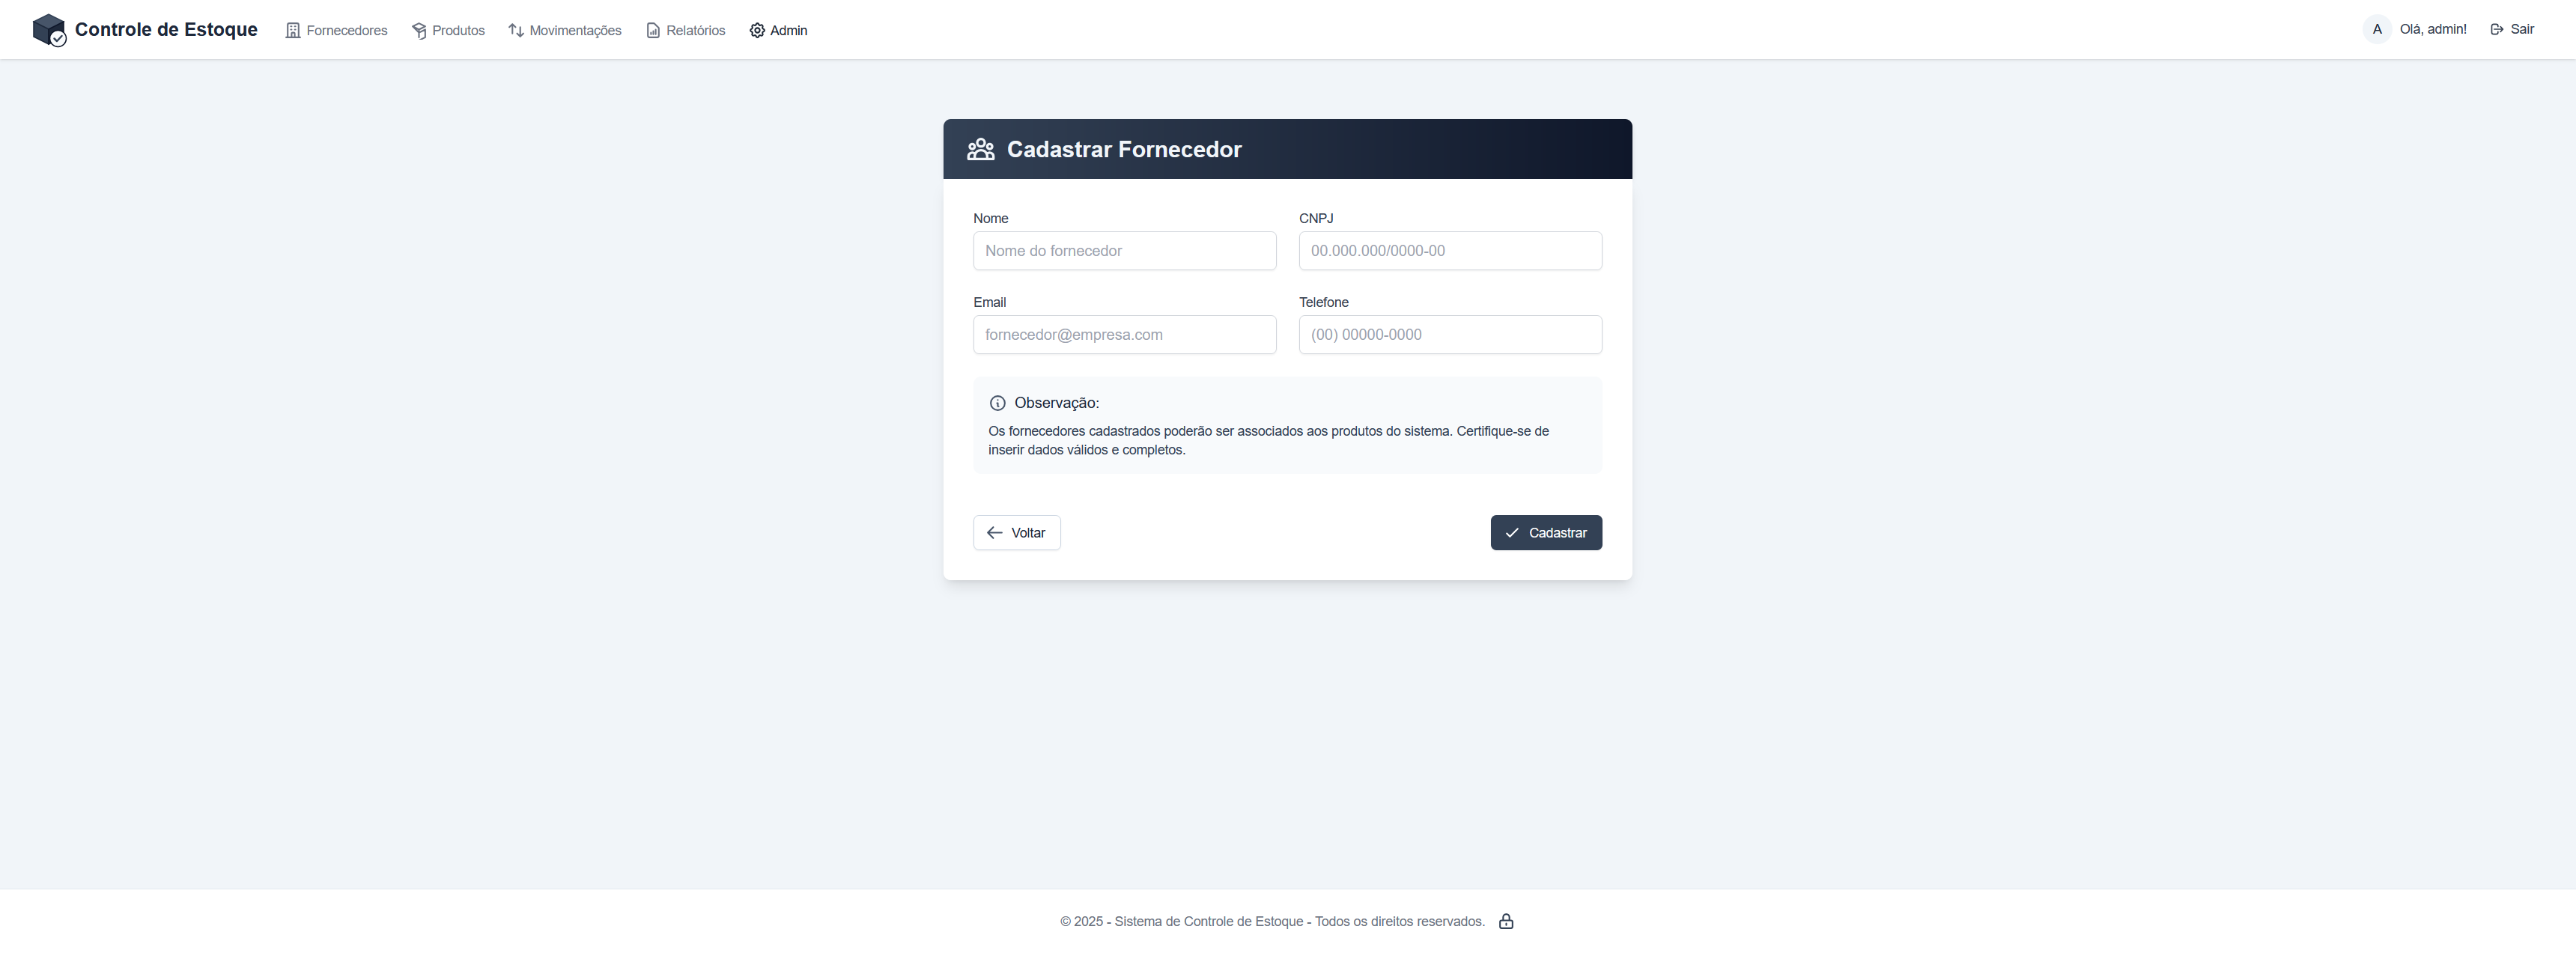 Controle de Estoque
Fornecedores
Produtos
Movimentações
Relatórios
Admin
A
Olá, admin!
Sair
Cadastrar Fornecedor
Nome
CNPJ
Nome do fornecedor
00.000.000/0000-00
Email
Telefone
fornecedor@empresa.com
(00) 00000-0000
Observação:
Os fornecedores cadastrados poderão ser associados aos produtos do sistema. Certifique-se de
inserir dados válidos e completos.
Voltar
Cadastrar
© 2025 - Sistema de Controle de Estoque - Todos os direitos reservados.